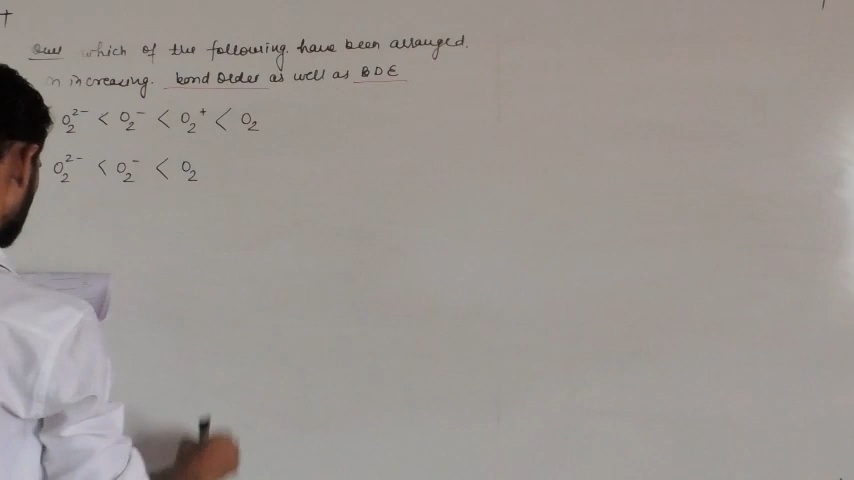 Que which of the following. have been arranged.
in increasing. bond order as well as BDE
O₂²⁻ < O₂⁻ < O₂⁺ < O₂
O₂²⁻ < O₂⁻ < O₂